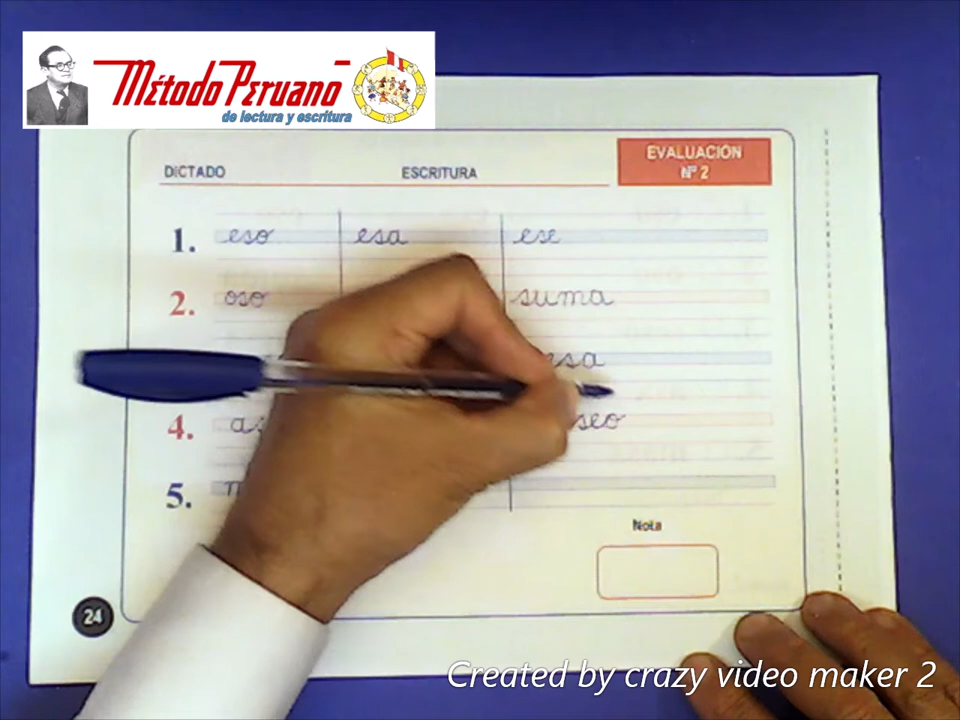 Método Peruano
de lectura y escritura
EVALUACIÓN
DICTADO ESCRITURA Nº 2
1. eso esa ese
2. oso suma
4.
5.
Nota
24
Created by crazy video maker 2